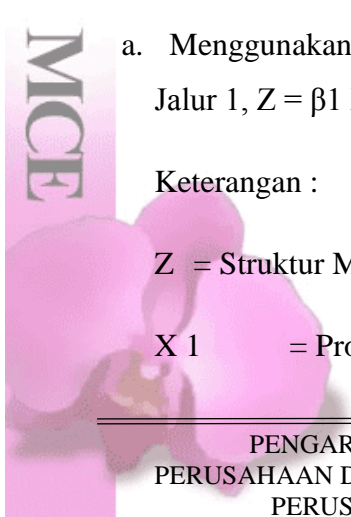 MCE
a. Menggunakan
Jalur 1, Z = β1
Keterangan :
Z = Struktur
X 1 = Pro
PENGAR
PERUSAHAAN D
PERUS